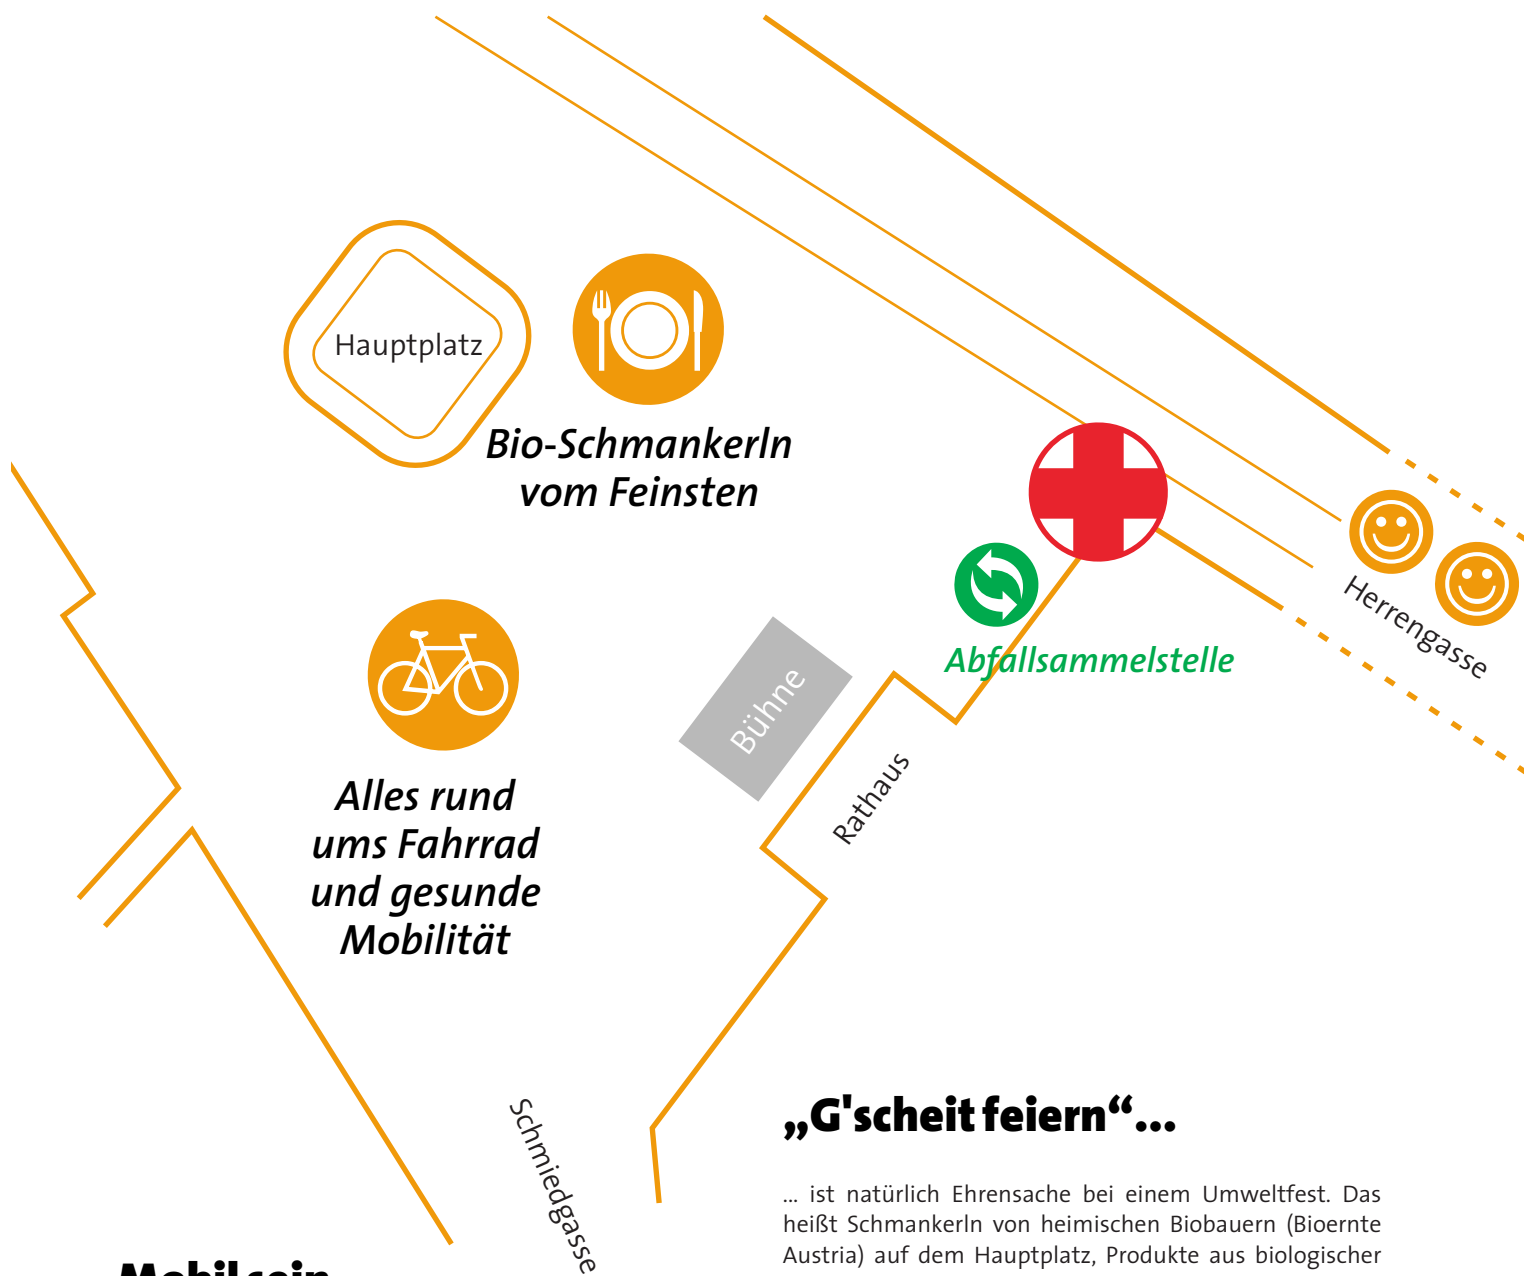 Hauptplatz
Bio-Schmankerln
vom Feinsten
Herrengasse
Abfallsammelstelle
Bühne
Rathaus
Alles rund
ums Fahrrad
und gesunde
Mobilität
Schmiedgasse
„G'scheit feiern“...
... ist natürlich Ehrensache bei einem Umweltfest. Das
heißt Schmankerln von heimischen Biobauern (Bioernte
Austria) auf dem Hauptplatz, Produkte aus biologischer
Mobil sein